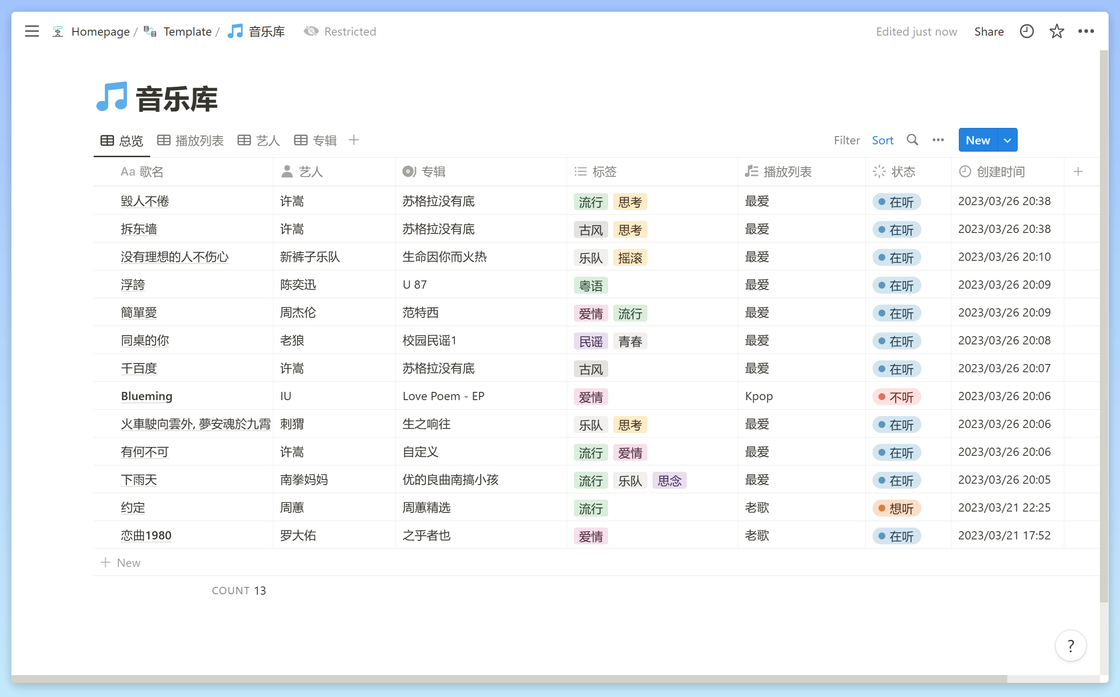 Homepage / Template / 音乐库 Restricted Edited just now Share
音乐库
总览 播放列表 艺人 专辑 Filter Sort New
Aa 歌名 艺人 专辑 标签 播放列表 状态 创建时间
毁人不倦 许嵩 苏格拉没有底 流行 思考 最爱 在听 2023/03/26 20:38
拆东墙 许嵩 苏格拉没有底 古风 思考 最爱 在听 2023/03/26 20:38
没有理想的人不伤心 新裤子乐队 生命因你而火热 乐队 摇滚 最爱 在听 2023/03/26 20:10
浮誇 陈奕迅 U 87 粤语 最爱 在听 2023/03/26 20:09
簡單愛 周杰伦 范特西 爱情 流行 最爱 在听 2023/03/26 20:09
同桌的你 老狼 校园民谣1 民谣 青春 最爱 在听 2023/03/26 20:08
千百度 许嵩 苏格拉没有底 古风 最爱 在听 2023/03/26 20:07
Blueming IU Love Poem - EP 爱情 Kpop 不听 2023/03/26 20:06
火車駛向雲外, 夢安魂於九霄 刺猬 生之响往 乐队 思考 最爱 在听 2023/03/26 20:06
有何不可 许嵩 自定义 流行 爱情 最爱 在听 2023/03/26 20:06
下雨天 南拳妈妈 优的良曲南搞小孩 流行 乐队 思念 最爱 在听 2023/03/26 20:05
约定 周蕙 周蕙精选 流行 老歌 想听 2023/03/21 22:25
恋曲1980 罗大佑 之乎者也 爱情 老歌 在听 2023/03/21 17:52
New
COUNT 13
?